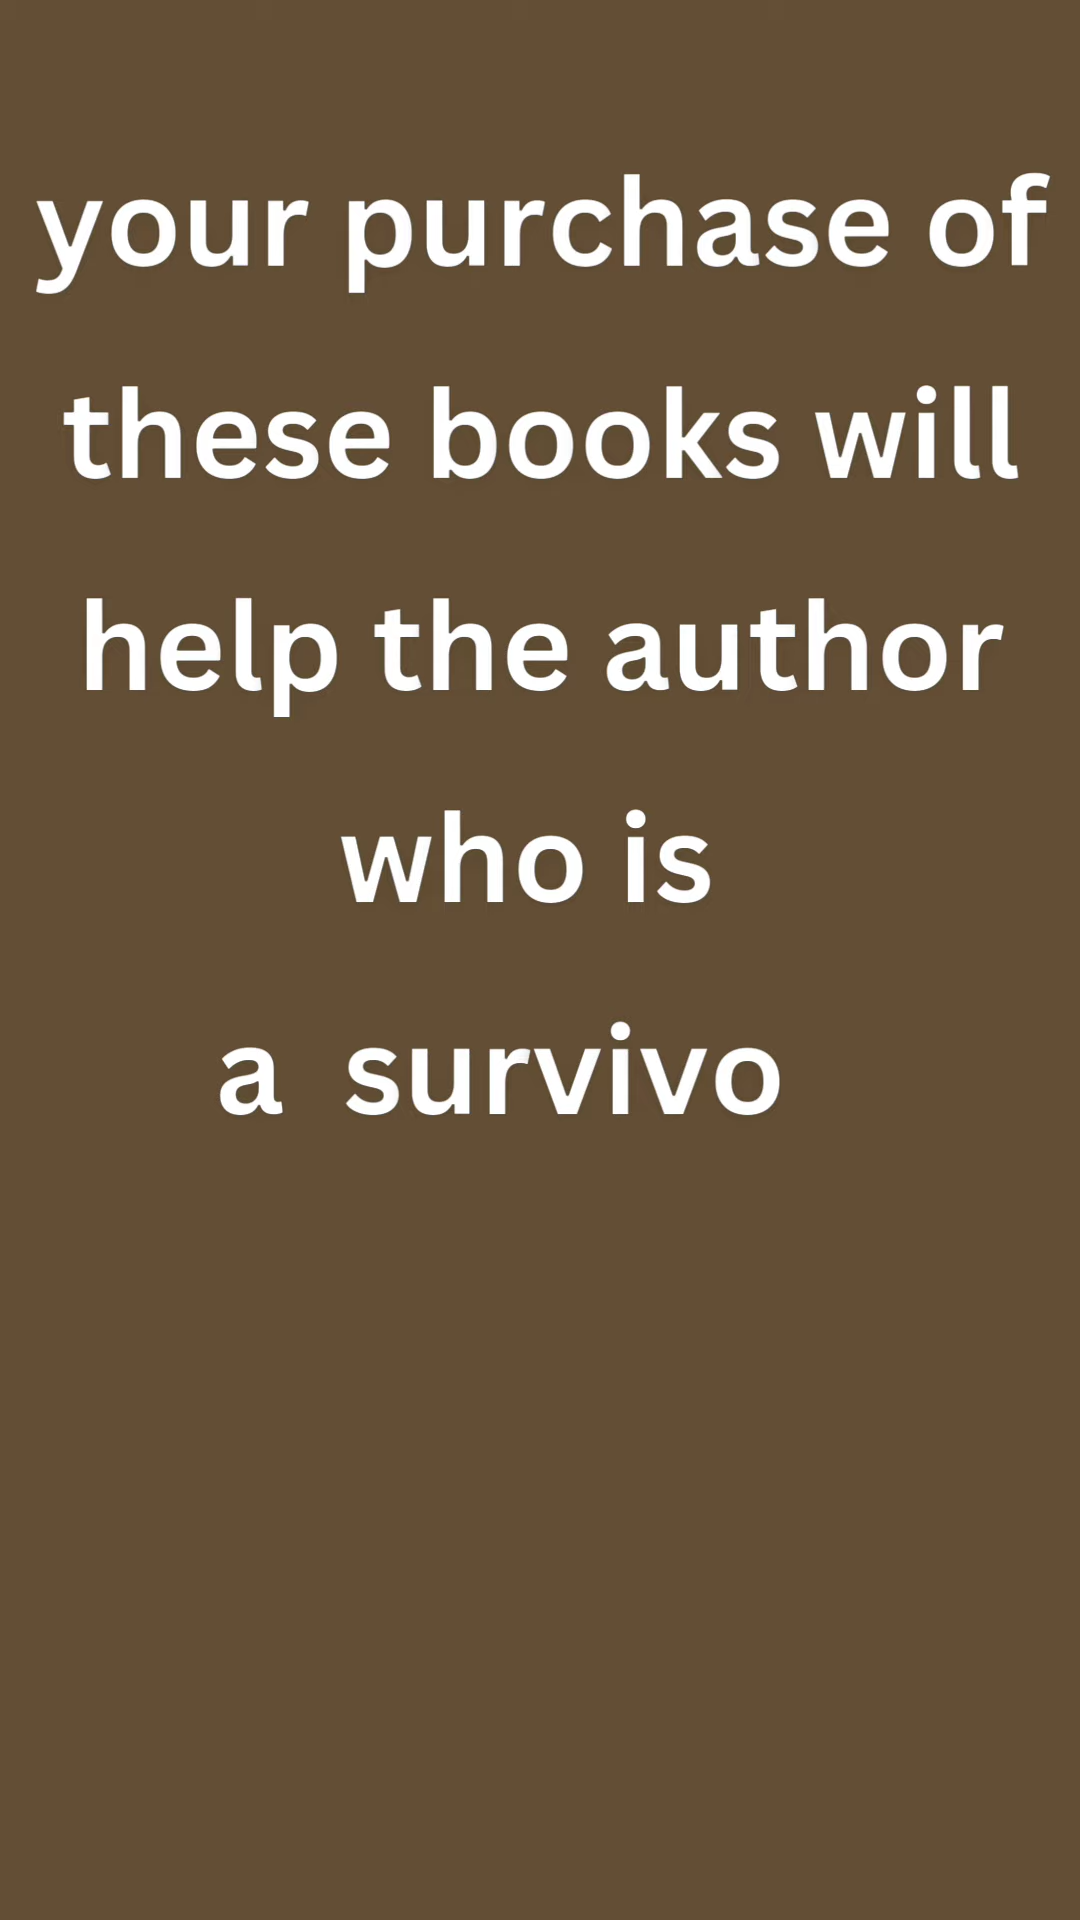 your purchase of
these books will
help the author
who is
a  survivo